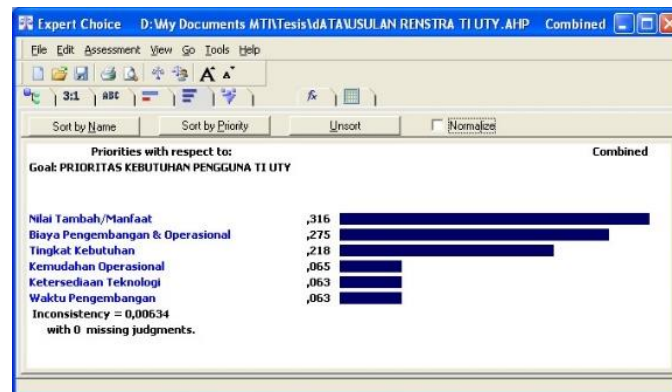 Expert Choice D:\My Documents MTI\Tesis\dATA\USULAN RENSTRA TI UTY.AHP Combined
File Edit Assessment View Go Tools Help
A A
3:1 ABC fx
Sort by Name Sort by Priority Unsort Normalize
Priorities with respect to: Combined
Goal: PRIORITAS KEBUTUHAN PENGGUNA TI UTY
Nilai Tambah/Manfaat ,316
Biaya Pengembangan & Operasional ,275
Tingkat Kebutuhan ,218
Kemudahan Operasional ,065
Ketersediaan Teknologi ,063
Waktu Pengembangan ,063
Inconsistency = 0,00634
with 0 missing judgments.